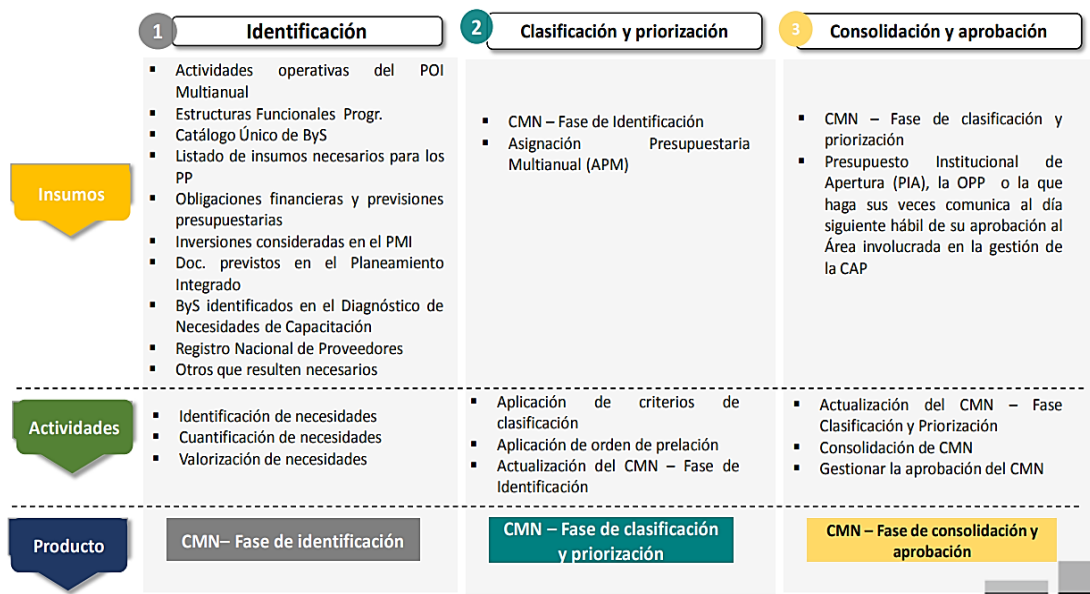 1 Identificación
2 Clasificación y priorización
3 Consolidación y aprobación
Insumos
▪ Actividades operativas del POI
Multianual
▪ Estructuras Funcionales Progr.
▪ Catálogo Único de ByS
▪ Listado de insumos necesarios para los
PP
▪ Obligaciones financieras y previsiones
presupuestarias
▪ Inversiones consideradas en el PMI
▪ Doc. previstos en el Planeamiento
Integrado
▪ ByS identificados en el Diagnóstico de
Necesidades de Capacitación
▪ Registro Nacional de Proveedores
▪ Otros que resulten necesarios
▪ CMN – Fase de Identificación
▪ Asignación Presupuestaria
Multianual (APM)
▪ CMN – Fase de clasificación y
priorización
▪ Presupuesto Institucional de
Apertura (PIA), la OPP o la que
haga sus veces comunica al día
siguiente hábil de su aprobación al
Área involucrada en la gestión de
la CAP
Actividades
▪ Identificación de necesidades
▪ Cuantificación de necesidades
▪ Valorización de necesidades
▪ Aplicación de criterios de
clasificación
▪ Aplicación de orden de prelación
▪ Actualización del CMN – Fase de
Identificación
▪ Actualización del CMN – Fase
Clasificación y Priorización
▪ Consolidación de CMN
▪ Gestionar la aprobación del CMN
Producto
CMN– Fase de identificación
CMN – Fase de clasificación
y priorización
CMN – Fase de consolidación y
aprobación